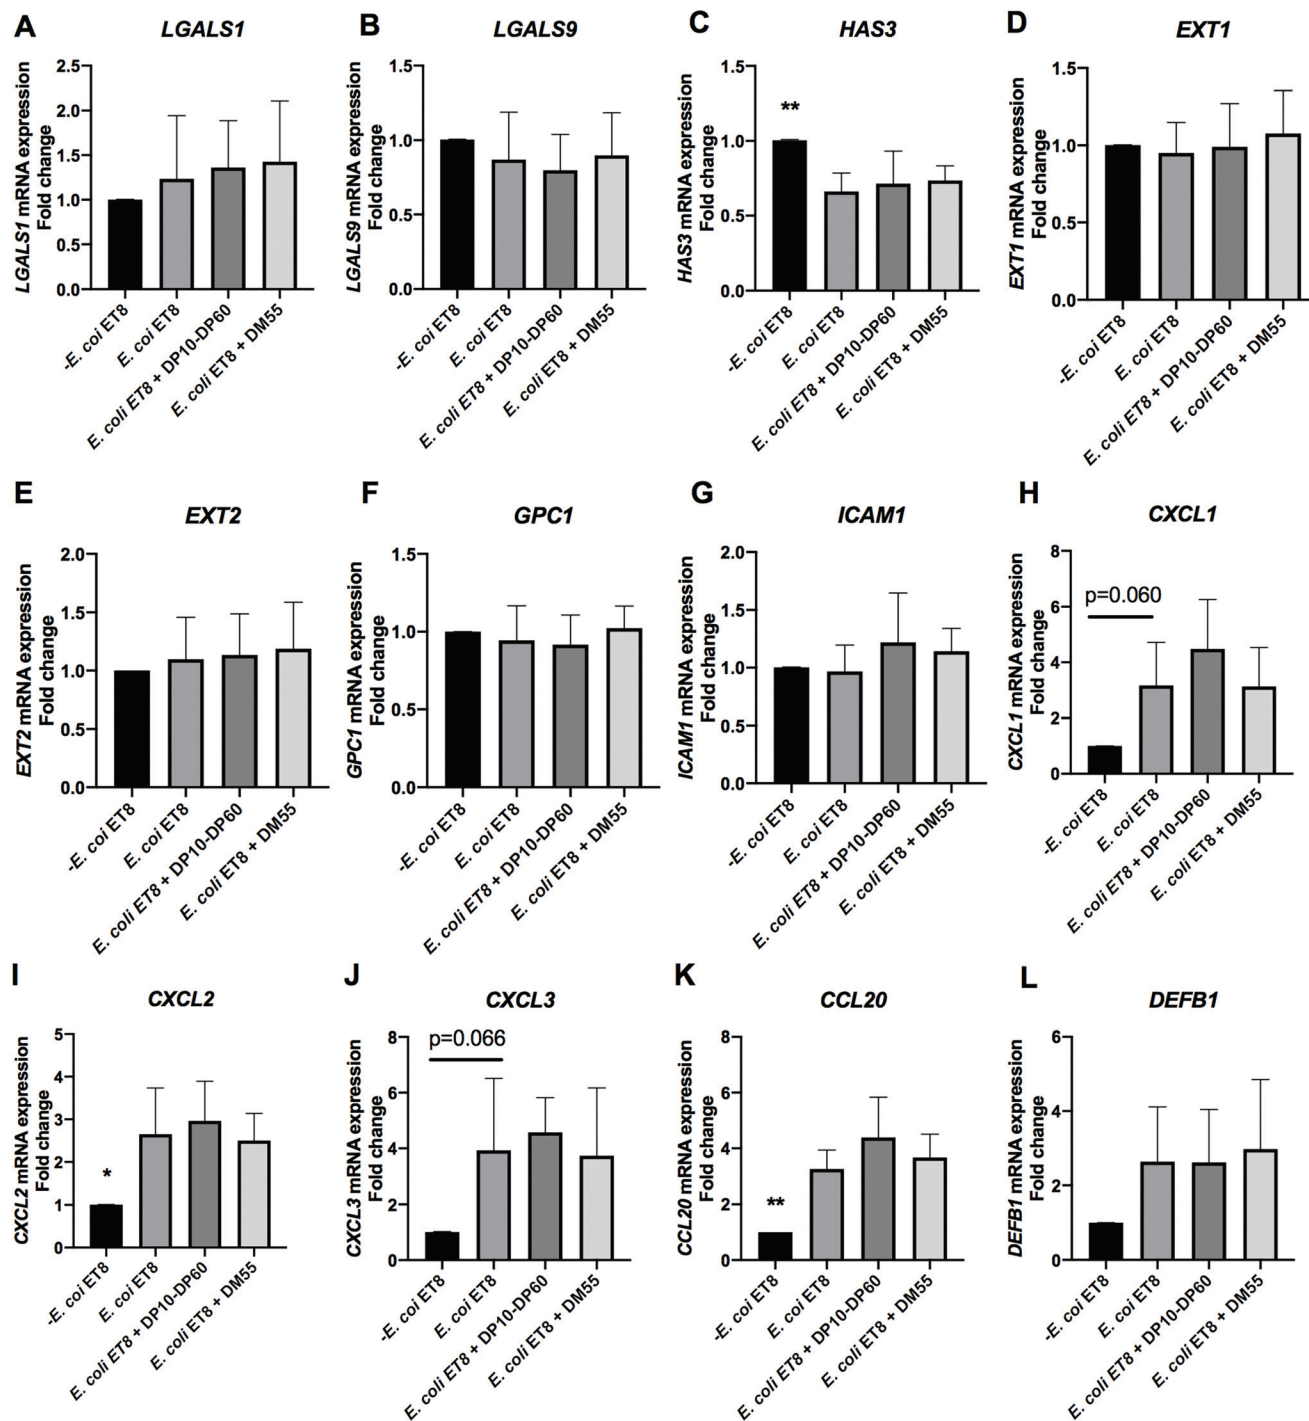 A
LGALS1
LGALS1 mRNA expression
Fold change
2.5
2.0
1.5
1.0
0.5
0.0
-E. coi ET8
E. coi ET8
E. coli ET8 + DP10-DP60
E. coli ET8 + DM55
B
LGALS9
LGALS9 mRNA expression
Fold change
1.5
1.0
0.5
0.0
-E. coi ET8
E. coi ET8
E. coli ET8 + DP10-DP60
E. coli ET8 + DM55
C
HAS3
HAS3 mRNA expression
Fold change
1.5
1.0
0.5
0.0
**
-E. coi ET8
E. coi ET8
E. coli ET8 + DP10-DP60
E. coli ET8 + DM55
D
EXT1
EXT1 mRNA expression
Fold change
1.5
1.0
0.5
0.0
-E. coi ET8
E. coi ET8
E. coli ET8 + DP10-DP60
E. coli ET8 + DM55
E
EXT2
EXT2 mRNA expression
Fold change
2.0
1.5
1.0
0.5
0.0
-E. coi ET8
E. coi ET8
E. coli ET8 + DP10-DP60
E. coli ET8 + DM55
F
GPC1
GPC1 mRNA expression
Fold change
1.5
1.0
0.5
0.0
-E. coi ET8
E. coi ET8
E. coli ET8 + DP10-DP60
E. coli ET8 + DM55
G
ICAM1
ICAM1 mRNA expression
Fold change
2.0
1.5
1.0
0.5
0.0
-E. coi ET8
E. coi ET8
E. coli ET8 + DP10-DP60
E. coli ET8 + DM55
H
CXCL1
CXCL1 mRNA expression
Fold change
8
6
4
2
0
p=0.060
-E. coi ET8
E. coi ET8
E. coli ET8 + DP10-DP60
E. coli ET8 + DM55
I
CXCL2
CXCL2 mRNA expression
Fold change
5
4
3
2
1
0
*
-E. coi ET8
E. coi ET8
E. coli ET8 + DP10-DP60
E. coli ET8 + DM55
J
CXCL3
CXCL3 mRNA expression
Fold change
8
6
4
2
0
p=0.066
-E. coi ET8
E. coi ET8
E. coli ET8 + DP10-DP60
E. coli ET8 + DM55
K
CCL20
CCL20 mRNA expression
Fold change
8
6
4
2
0
**
-E. coi ET8
E. coi ET8
E. coli ET8 + DP10-DP60
E. coli ET8 + DM55
L
DEFB1
DEFB1 mRNA expression
Fold change
6
4
2
0
-E. coi ET8
E. coi ET8
E. coli ET8 + DP10-DP60
E. coli ET8 + DM55